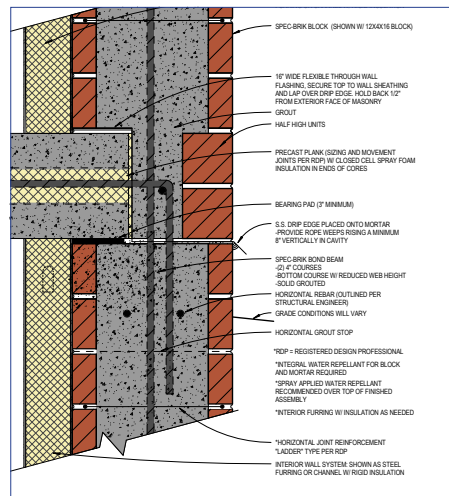 SPEC-BRIK BLOCK (SHOWN W/ 12X4X16 BLOCK)
16" WIDE FLEXIBLE THROUGH WALL
FLASHING, SECURE TOP TO WALL SHEATHING
AND LAP OVER DRIP EDGE. HOLD BACK 1/2"
FROM EXTERIOR FACE OF MASONRY
GROUT
HALF HIGH UNITS
PRECAST PLANK (SIZING AND MOVEMENT
JOINTS PER RDP) W/ CLOSED CELL SPRAY FOAM
INSULATION IN ENDS OF CORES
BEARING PAD (3" MINIMUM)
S.S. DRIP EDGE PLACED ONTO MORTAR
-PROVIDE ROPE WEEPS RISING A MINIMUM
8" VERTICALLY IN CAVITY
SPEC-BRIK BOND BEAM
-(2) 4" COURSES
-BOTTOM COURSE W/ REDUCED WEB HEIGHT
-SOLID GROUTED
HORIZONTAL REBAR (OUTLINED PER
STRUCTURAL ENGINEER)
GRADE CONDITIONS WILL VARY
HORIZONTAL GROUT STOP
*RDP = REGISTERED DESIGN PROFESSIONAL
*INTEGRAL WATER REPELLANT FOR BLOCK
AND MORTAR REQUIRED
*SPRAY APPLIED WATER REPELLANT
RECOMMENDED OVER TOP OF FINISHED
ASSEMBLY
*INTERIOR FURRING W/ INSULATION AS NEEDED
*HORIZONTAL JOINT REINFORCEMENT
"LADDER" TYPE PER RDP
INTERIOR WALL SYSTEM: SHOWN AS STEEL
FURRING OR CHANNEL W/ RIGID INSULATION